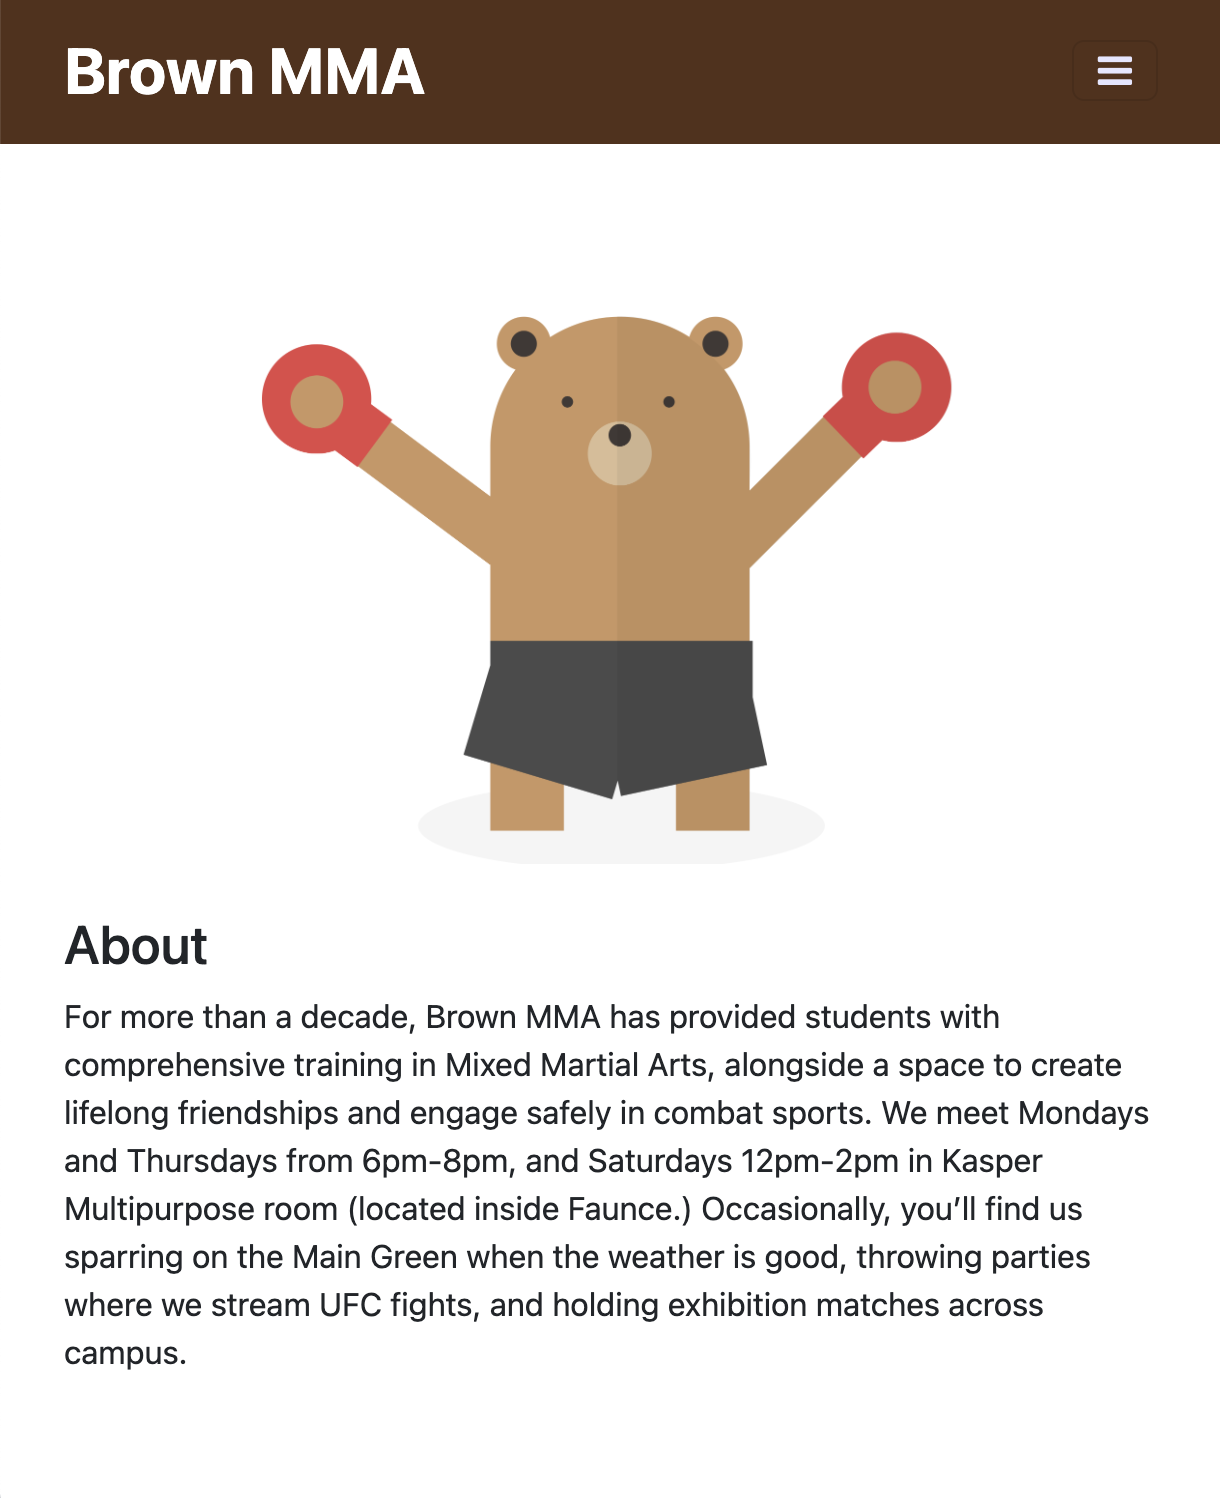 Brown MMA
About
For more than a decade, Brown MMA has provided students with
comprehensive training in Mixed Martial Arts, alongside a space to create
lifelong friendships and engage safely in combat sports. We meet Mondays
and Thursdays from 6pm-8pm, and Saturdays 12pm-2pm in Kasper
Multipurpose room (located inside Faunce.) Occasionally, you’ll find us
sparring on the Main Green when the weather is good, throwing parties
where we stream UFC fights, and holding exhibition matches across
campus.